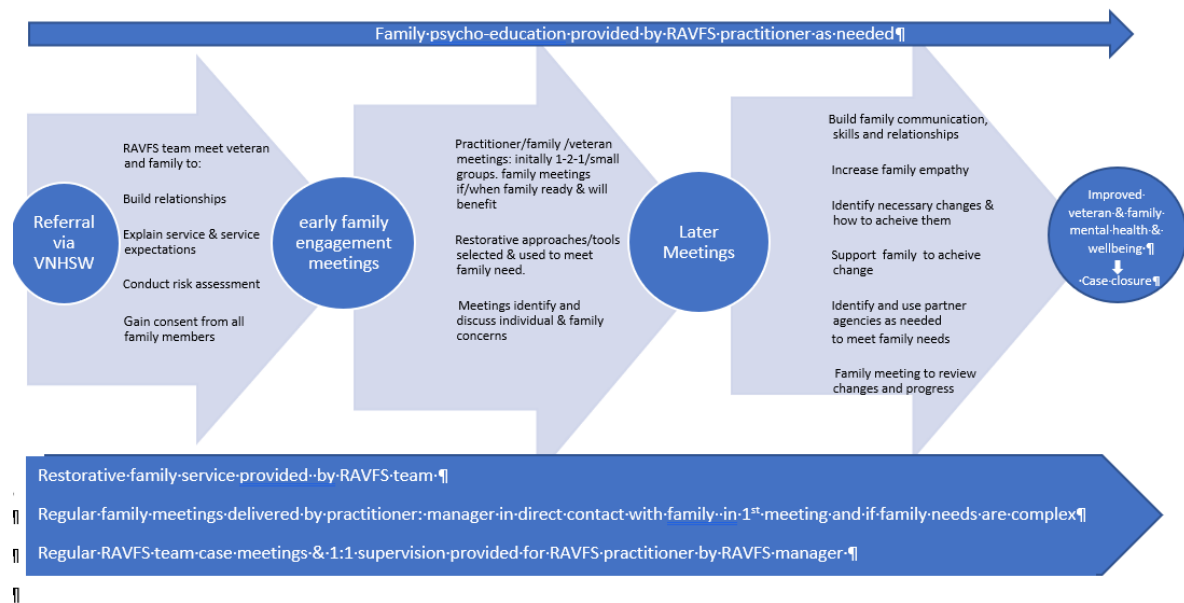 Family·psycho-education·provided·by·RAVFS·practitioner·as·needed¶
Referral
via
VNHSW
RAVFS team meet veteran
and family to:
Build relationships
Explain service & service
expectations
Conduct risk assessment
Gain consent from all
family members
early family
engagement
meetings
Practitioner/family /veteran
meetings: initally 1-2-1/small
groups. family meetings
if/when family ready & will
benefit
Restorative approaches/tools
selected & used to meet
family need.
Meetings identify and
discuss individual & family
concerns
Later
Meetings
Build family communication,
skills and relationships
Increase family empathy
Identify necessary changes &
how to acheive them
Support family to acheive
change
Identify and use partner
agencies as needed
to meet family needs
Family meeting to review
changes and progress
Improved·
veteran·&·family·
mental·health·&·
wellbeing·¶
·Case·closure¶
Restorative·family·service·provided··by·RAVFS·team·¶
Regular·family·meetings·delivered·by·practitioner:·manager·in·direct·contact·with·family··in·1st·meeting·and·if·family·needs·are·complex¶
Regular·RAVFS·team·case·meetings·&·1:1·supervision·provided·for·RAVFS·practitioner·by·RAVFS·manager·¶
¶
¶
¶